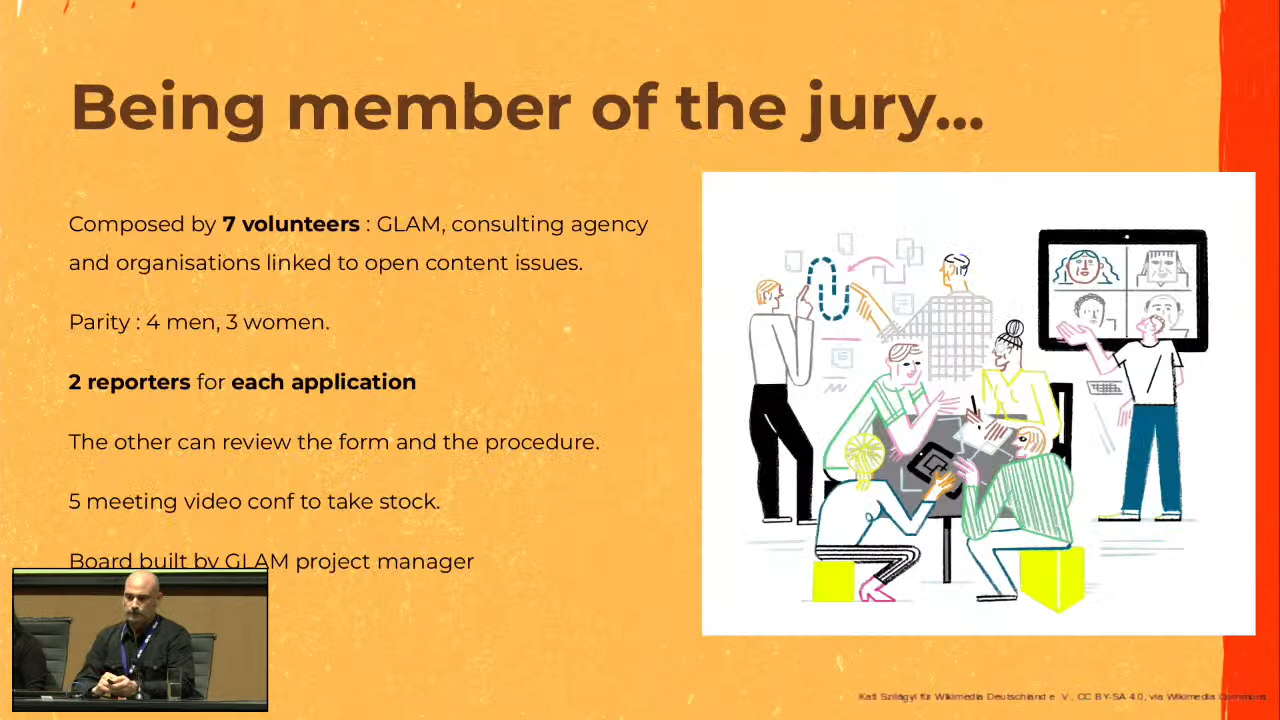 Being member of the jury...
Composed by 7 volunteers : GLAM, consulting agency
and organisations linked to open content issues.
Parity : 4 men, 3 women.
2 reporters for each application
The other can review the form and the procedure.
5 meeting video conf to take stock.
Board built by GLAM project manager
Kati Szilágyi für Wikimedia Deutschland e. V., CC BY-SA 4.0, via Wikimedia Commons